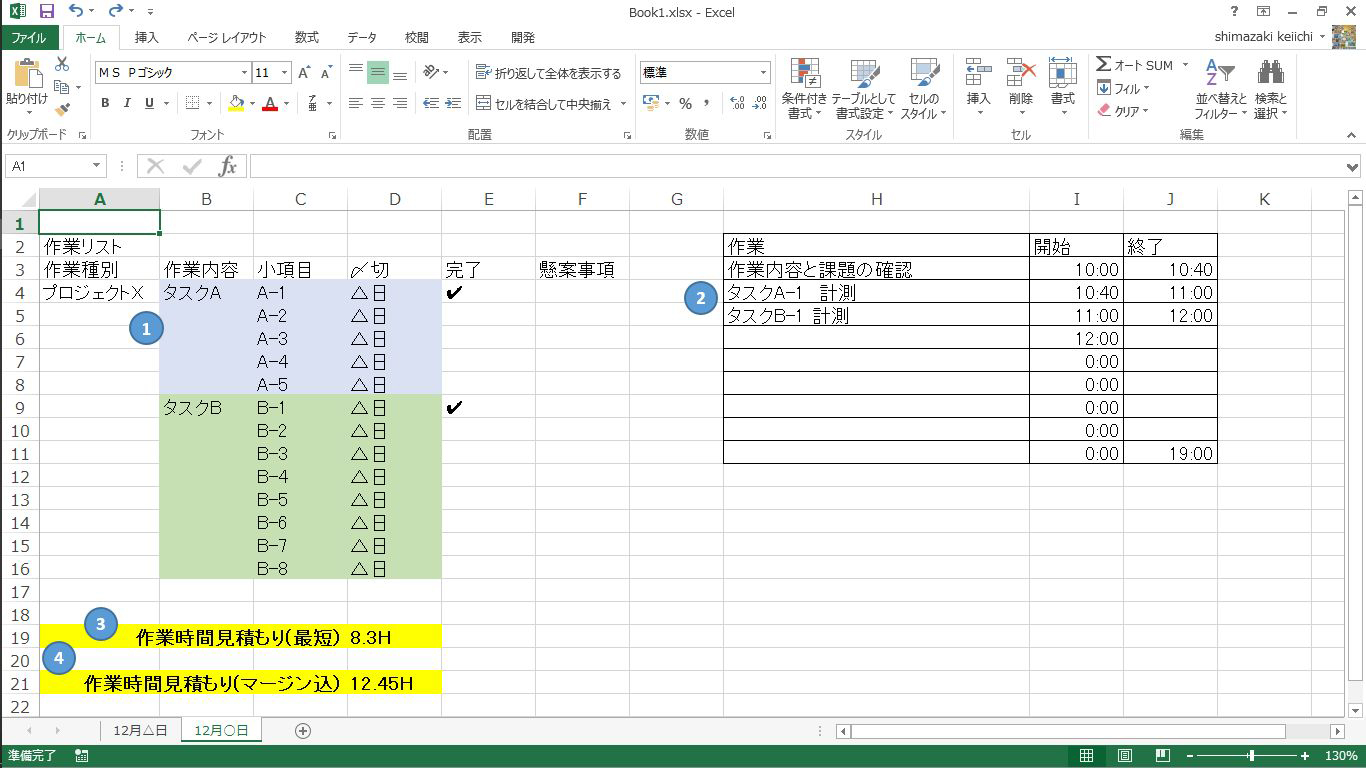 Book1.xlsx - Excel
ファイル ホーム 挿入 ページ レイアウト 数式 データ 校閲 表示 開発 shimazaki keiichi
貼り付け
クリップボード
ＭＳ Ｐゴシック 11
B I U
フォント
折り返して全体を表示する
セルを結合して中央揃え
配置
標準
%
数値
条件付き書式
テーブルとして書式設定
セルのスタイル
スタイル
挿入 削除 書式
セル
オート SUM
フィル
クリア
並べ替えとフィルター
検索と選択
編集
A1 fx
A B C D E F G H I J K
1
2 作業リスト 作業 開始 終了
3 作業種別 作業内容 小項目 〆切 完了 懸案事項 作業内容と課題の確認 10:00 10:40
4 プロジェクトX タスクA A-1 △日 ✔ 2 タスクA-1 計測 10:40 11:00
5 1 A-2 △日 タスクB-1 計測 11:00 12:00
6 A-3 △日 12:00
7 A-4 △日 0:00
8 A-5 △日 0:00
9 タスクB B-1 △日 ✔ 0:00
10 B-2 △日 0:00
11 B-3 △日 0:00 19:00
12 B-4 △日
13 B-5 △日
14 B-6 △日
15 B-7 △日
16 B-8 △日
17
18
3
19 作業時間見積もり(最短) 8.3H
20 4
21 作業時間見積もり(マージン込) 12.45H
22
12月△日 12月〇日
準備完了 130%